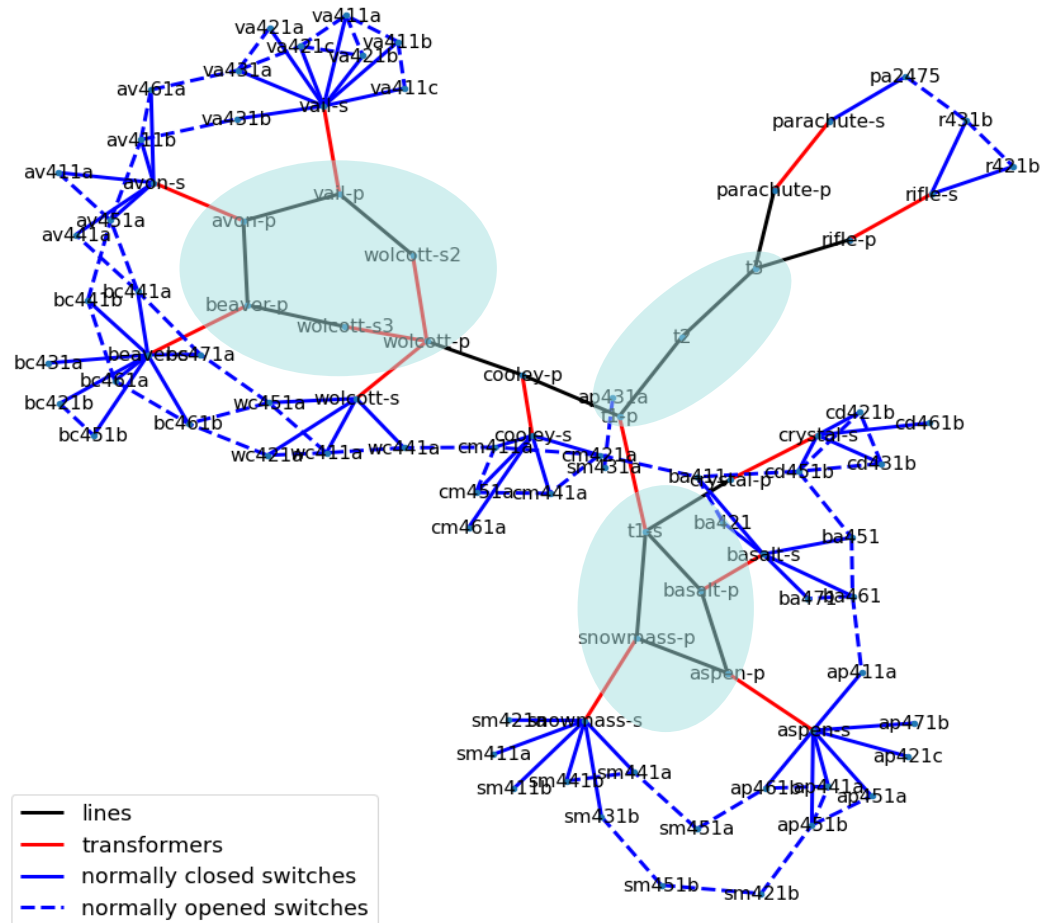 va411a
va421a
va411b
va421c
va421b
va431a
va411c
av461a
vail-s
va431b
av411b
av411a
avon-s
av451a
av441a
avon-p
vail-p
wolcott-s2
pa2475
parachute-s
r431b
r421b
parachute-p
rifle-s
rifle-p
t3
bc441a
bc441b
beaver-p
wolcott-s3
wolcott-p
t2
bc431a
bc471a
bc461a
cooley-p
bc421b
wc451a
wolcott-s
ap431a
t1-p
bc451b
bc461b
wc421a
wc411a
wc441a
cooley-s
cm411a
cm421a
sm431a
cd421b
cd461b
crystal-s
cd451b
cd431b
ba411
crystal-p
cm451a
cm441a
cm461a
ba421
t1-s
ba451
basalt-s
basalt-p
ba471
ba461
snowmass-p
aspen-p
ap411a
sm421a
snowmass-s
aspen-s
ap471b
sm411a
ap421c
sm441a
sm411b
sm441b
ap461b
ap441a
ap451a
sm431b
sm451a
ap451b
sm451b
sm421b
lines
transformers
normally closed switches
normally opened switches